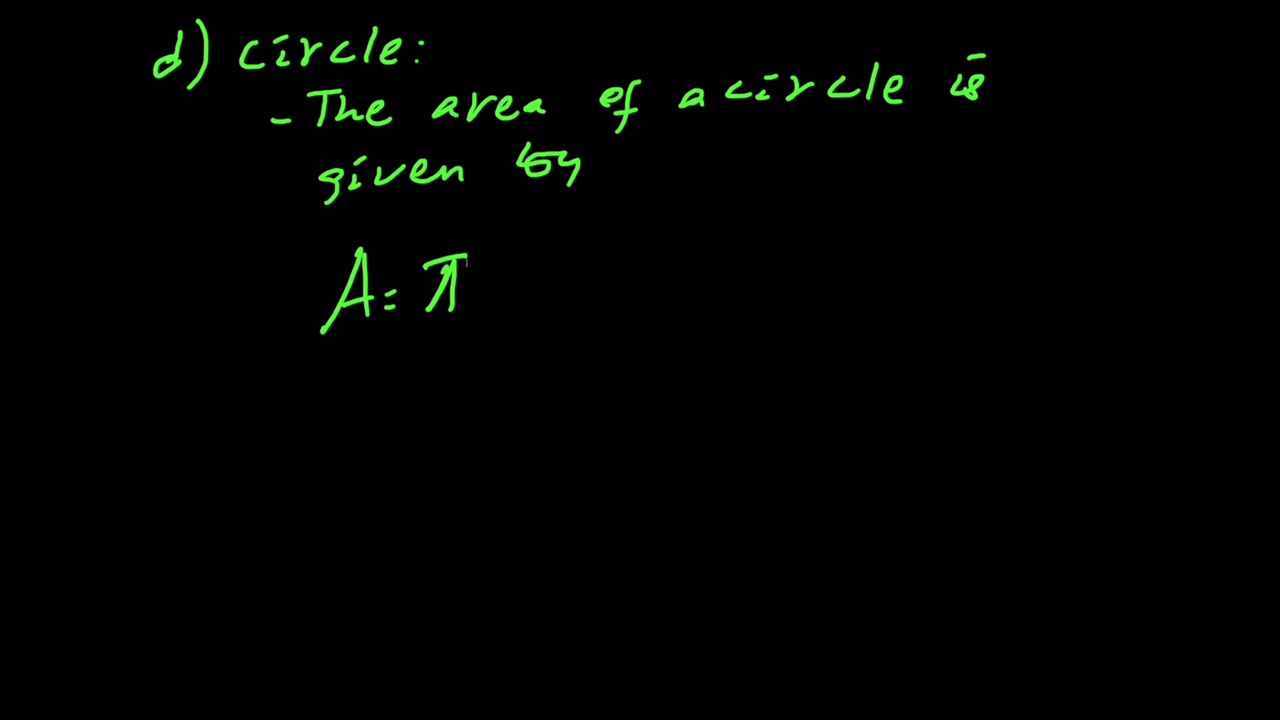 d) circle:
- The area of a circle is
given by
A = π